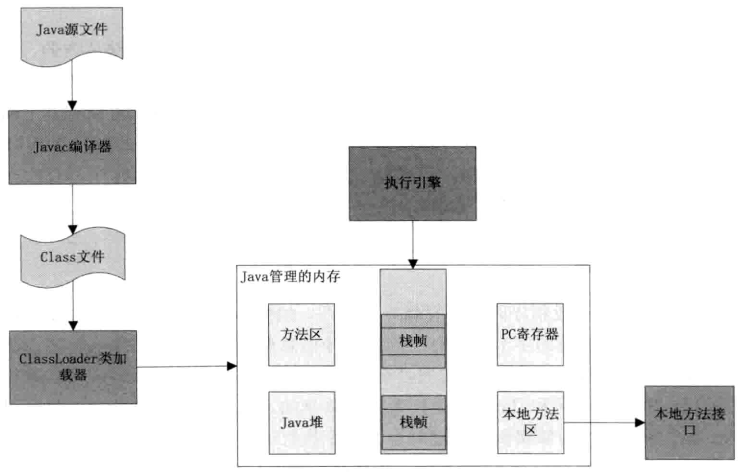 Java源文件
Javac编译器
执行引擎
Class文件
Java管理的内存
方法区
栈帧
PC寄存器
ClassLoader类加
载器
Java堆
栈帧
本地方法
区
本地方法接
口